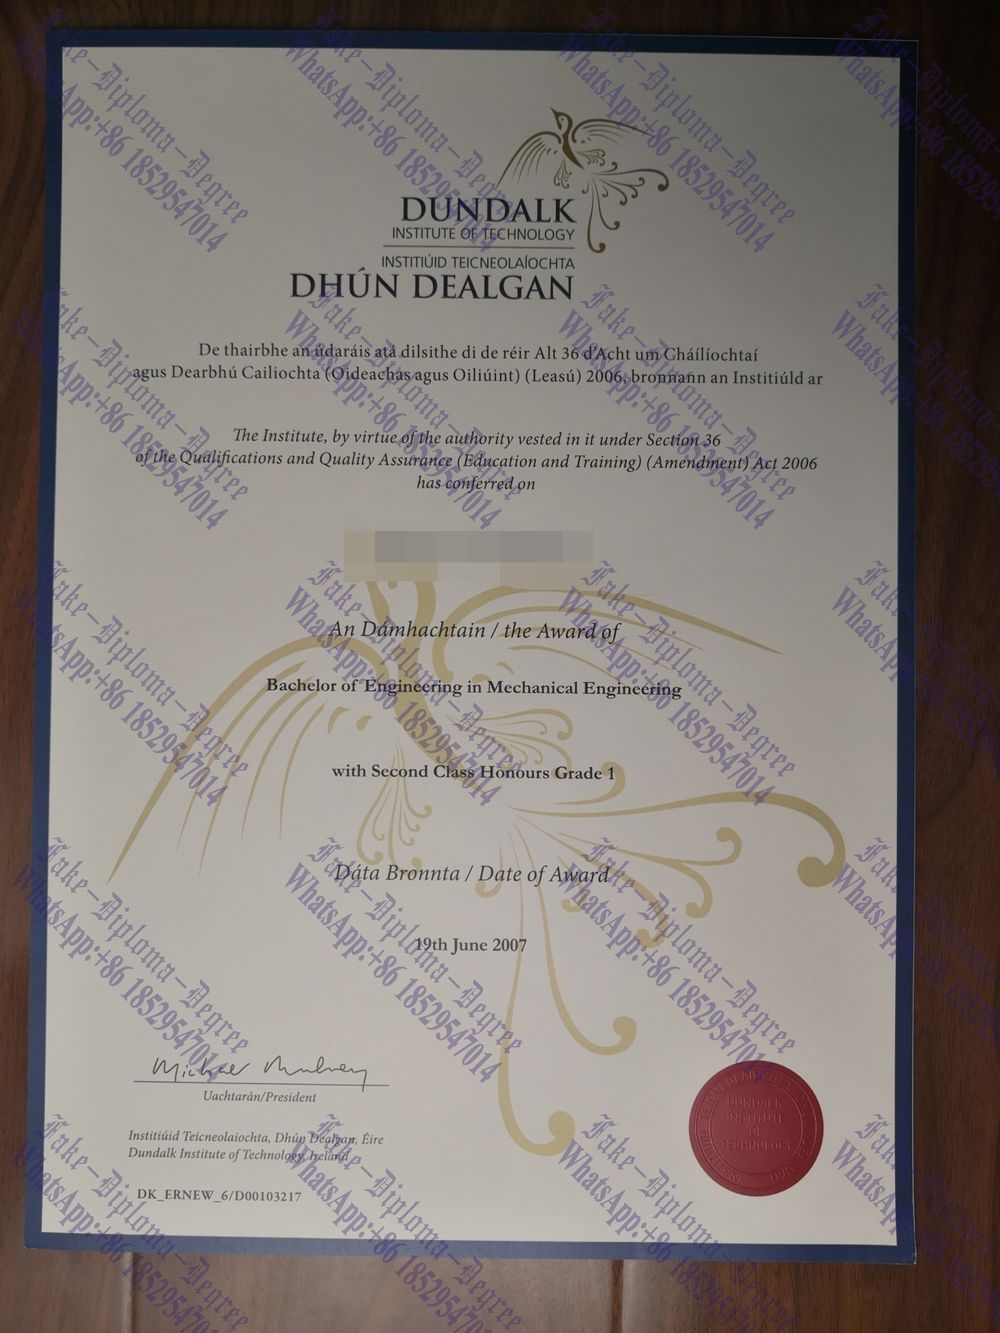 DUNDALK
INSTITUTE OF TECHNOLOGY
INSTITIÚID TEICNEOLAÍOCHTA
DHÚN DEALGAN
De thairbhe an údaráis atá dilsithe di de réir Alt 36 d'Acht um Gháílíochtaí
agus Dearbhú Cailiochta (Oideachas agus Oiliúint) (Leasú) 2006, bronnann an Institiúld ar
The Institute, by virtue of the authority vested in it under Section 36
of the Qualifications and Quality Assurance (Education and Training) (Amendment) Act 2006
has conferred on
An Dámhachtain / the Award of
Bachelor of Engineering in Mechanical Engineering
with Second Class Honours Grade 1
Dáta Bronnta / Date of Award
19th June 2007
Uachtarán/President
Institiúid Teicneolaiochta, Dhún Dealgan, Éire
Dundalk Institute of Technology, Ireland
DK_ERNEW_6/D00103217
DUNDALK
INSTITUTE
OF
TECHNOLOGY
Fake-Diploma-Degree
WhatsApp:+86 18529547014